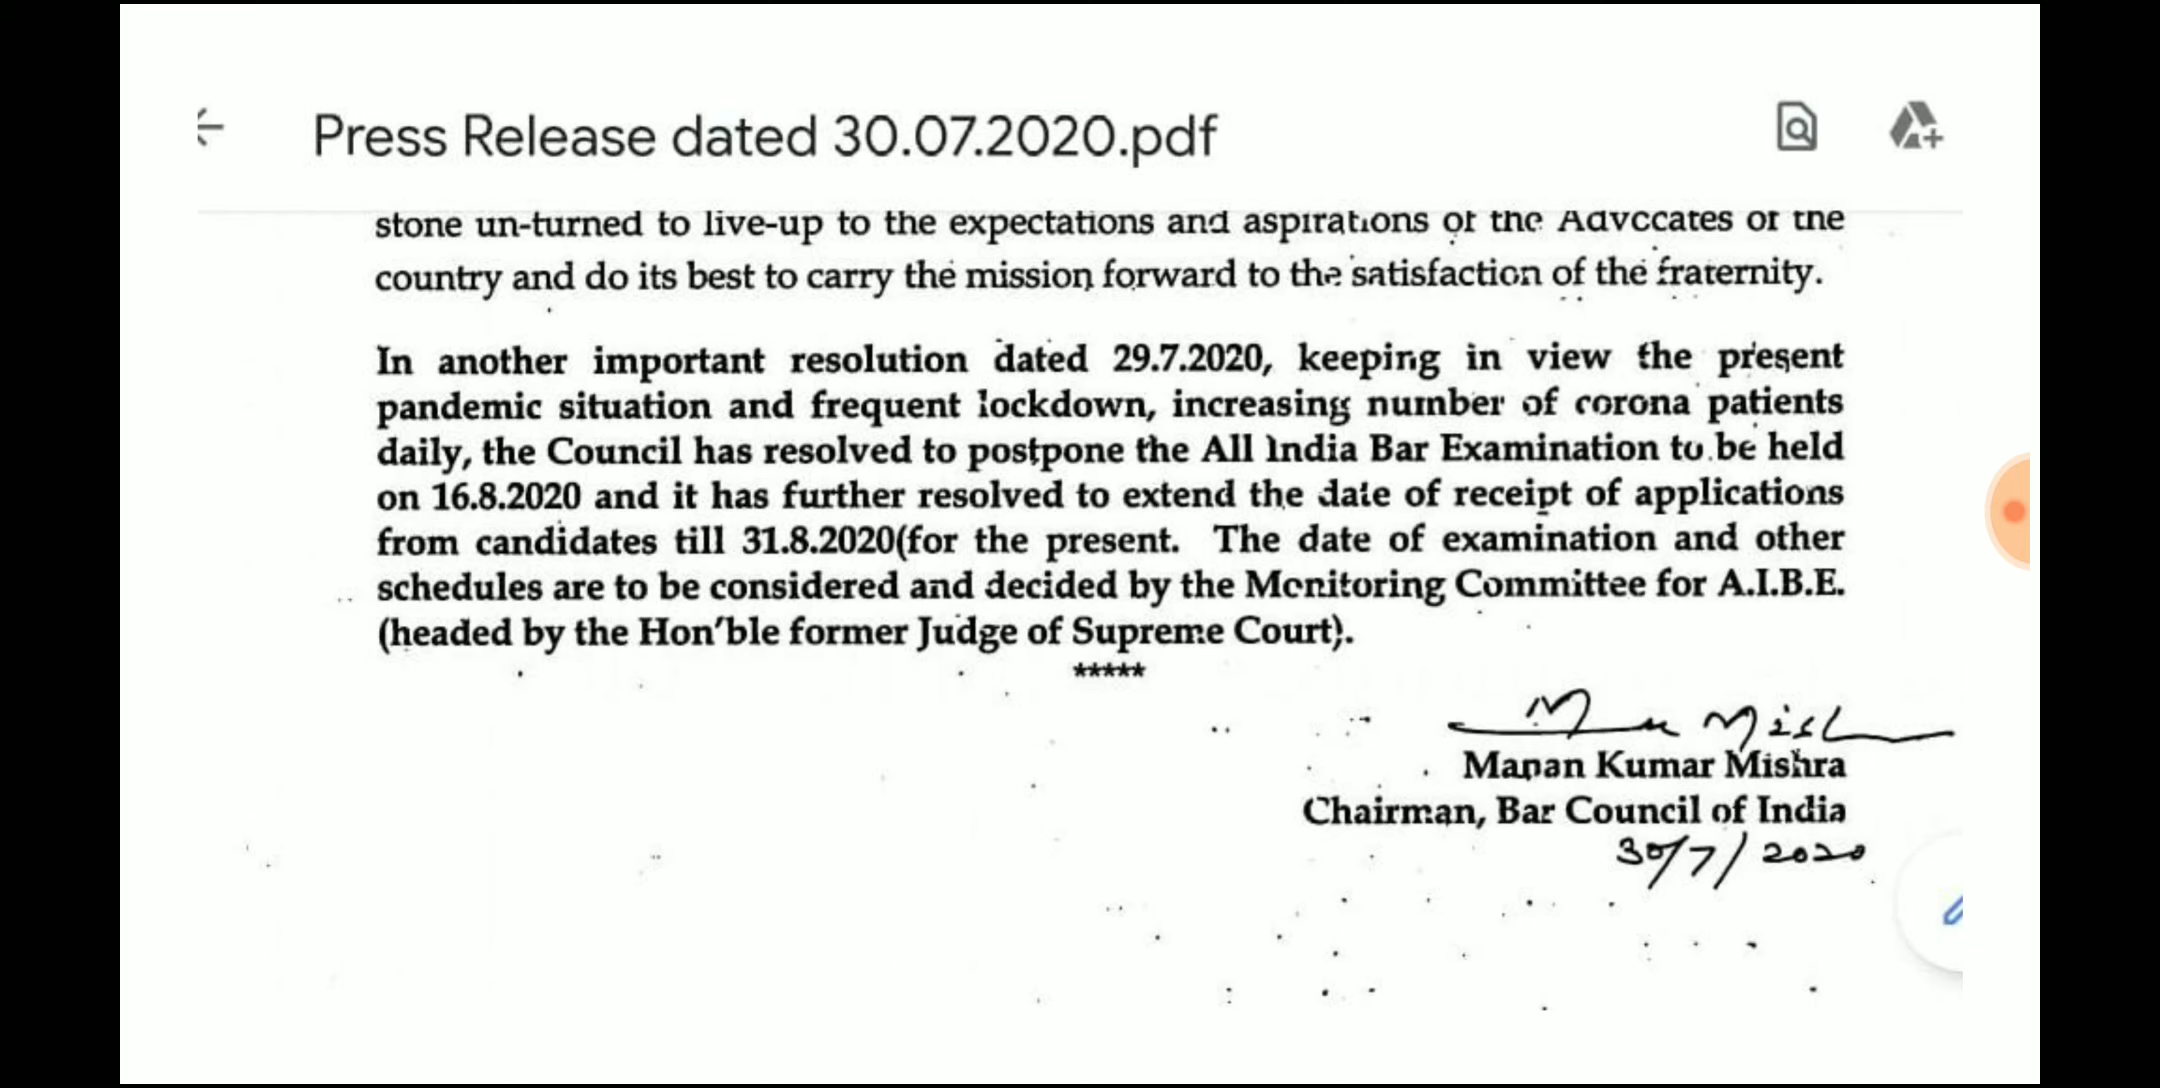 Press Release dated 30.07.2020.pdf
stone un-turned to live-up to the expectations and aspirations of the Advocates of the
country and do its best to carry the mission forward to the satisfaction of the fraternity.
In another important resolution dated 29.7.2020, keeping in view the present
pandemic situation and frequent lockdown, increasing number of corona patients
daily, the Council has resolved to postpone the All India Bar Examination to be held
on 16.8.2020 and it has further resolved to extend the date of receipt of applications
from candidates till 31.8.2020(for the present. The date of examination and other
schedules are to be considered and decided by the Monitoring Committee for A.I.B.E.
(headed by the Hon'ble former Judge of Supreme Court).
*****
Manan Kumar Mishra
Chairman, Bar Council of India
30/7/2020